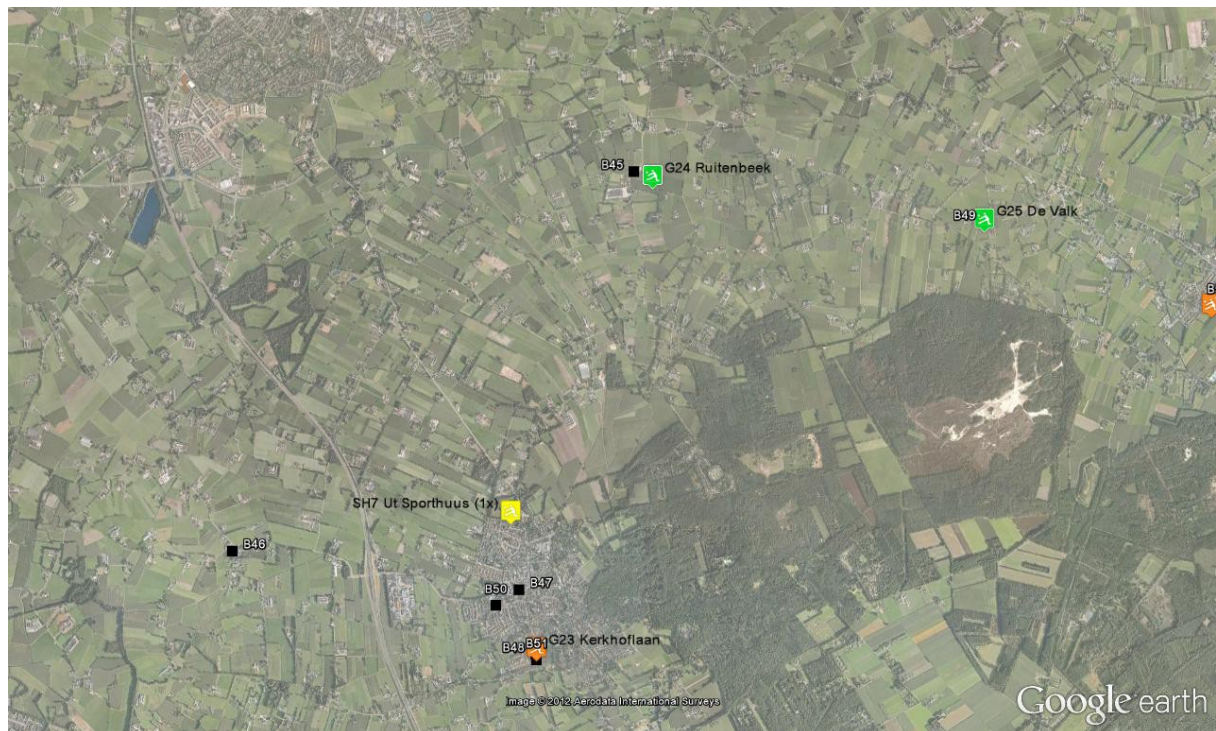 B45
G24 Ruitenbeek
B49
G25 De Valk
SH7 Ut Sporthuus (1x)
B46
B47
B50
B48
B51
G23 Kerkhoflaan
Image © 2012 Aerodata International Surveys
Google earth